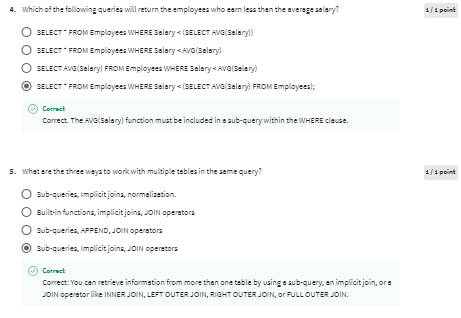 4. Which of the following queries will return the employees who earn less than the average salary?
1 / 1 point
SELECT * FROM Employees WHERE Salary < (SELECT AVG(Salary))
SELECT * FROM Employees WHERE Salary < AVG(Salary)
SELECT AVG(Salary) FROM Employees WHERE Salary < AVG(Salary)
SELECT * FROM Employees WHERE Salary < (SELECT AVG(Salary) FROM Employees);
Correct
Correct. The AVG(Salary) function must be included in a sub-query within the WHERE clause.
5. What are the three ways to work with multiple tables in the same query?
1 / 1 point
Sub-queries, Implicit joins, normalization.
Built-in functions, implicit joins, JOIN operators
Sub-queries, APPEND, JOIN operators
Sub-queries, Implicit joins, JOIN operators
Correct
Correct: You can retrieve information from more than one table by using a sub-query, an implicit join, or a
JOIN operator like INNER JOIN, LEFT OUTER JOIN, RIGHT OUTER JOIN, or FULL OUTER JOIN.